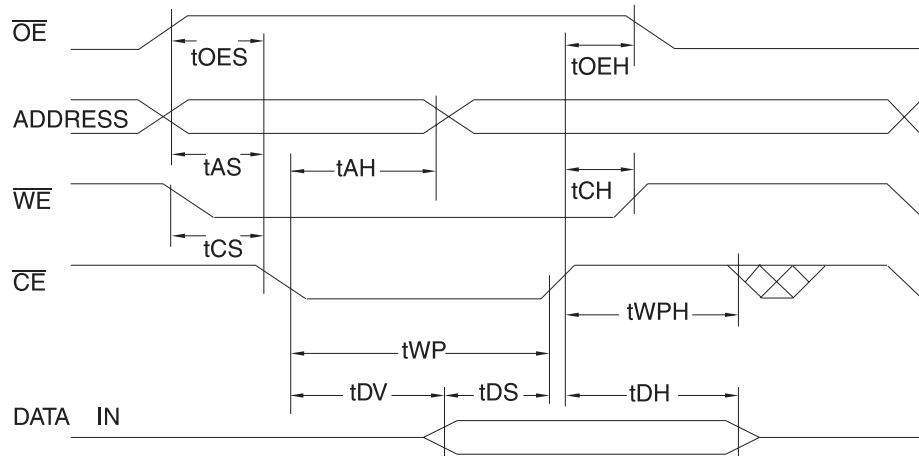 OE
tOES
tOEH
ADDRESS
tAS
tAH
tCH
WE
tCS
CE
tWPH
tWP
tDV
tDS
tDH
DATA IN